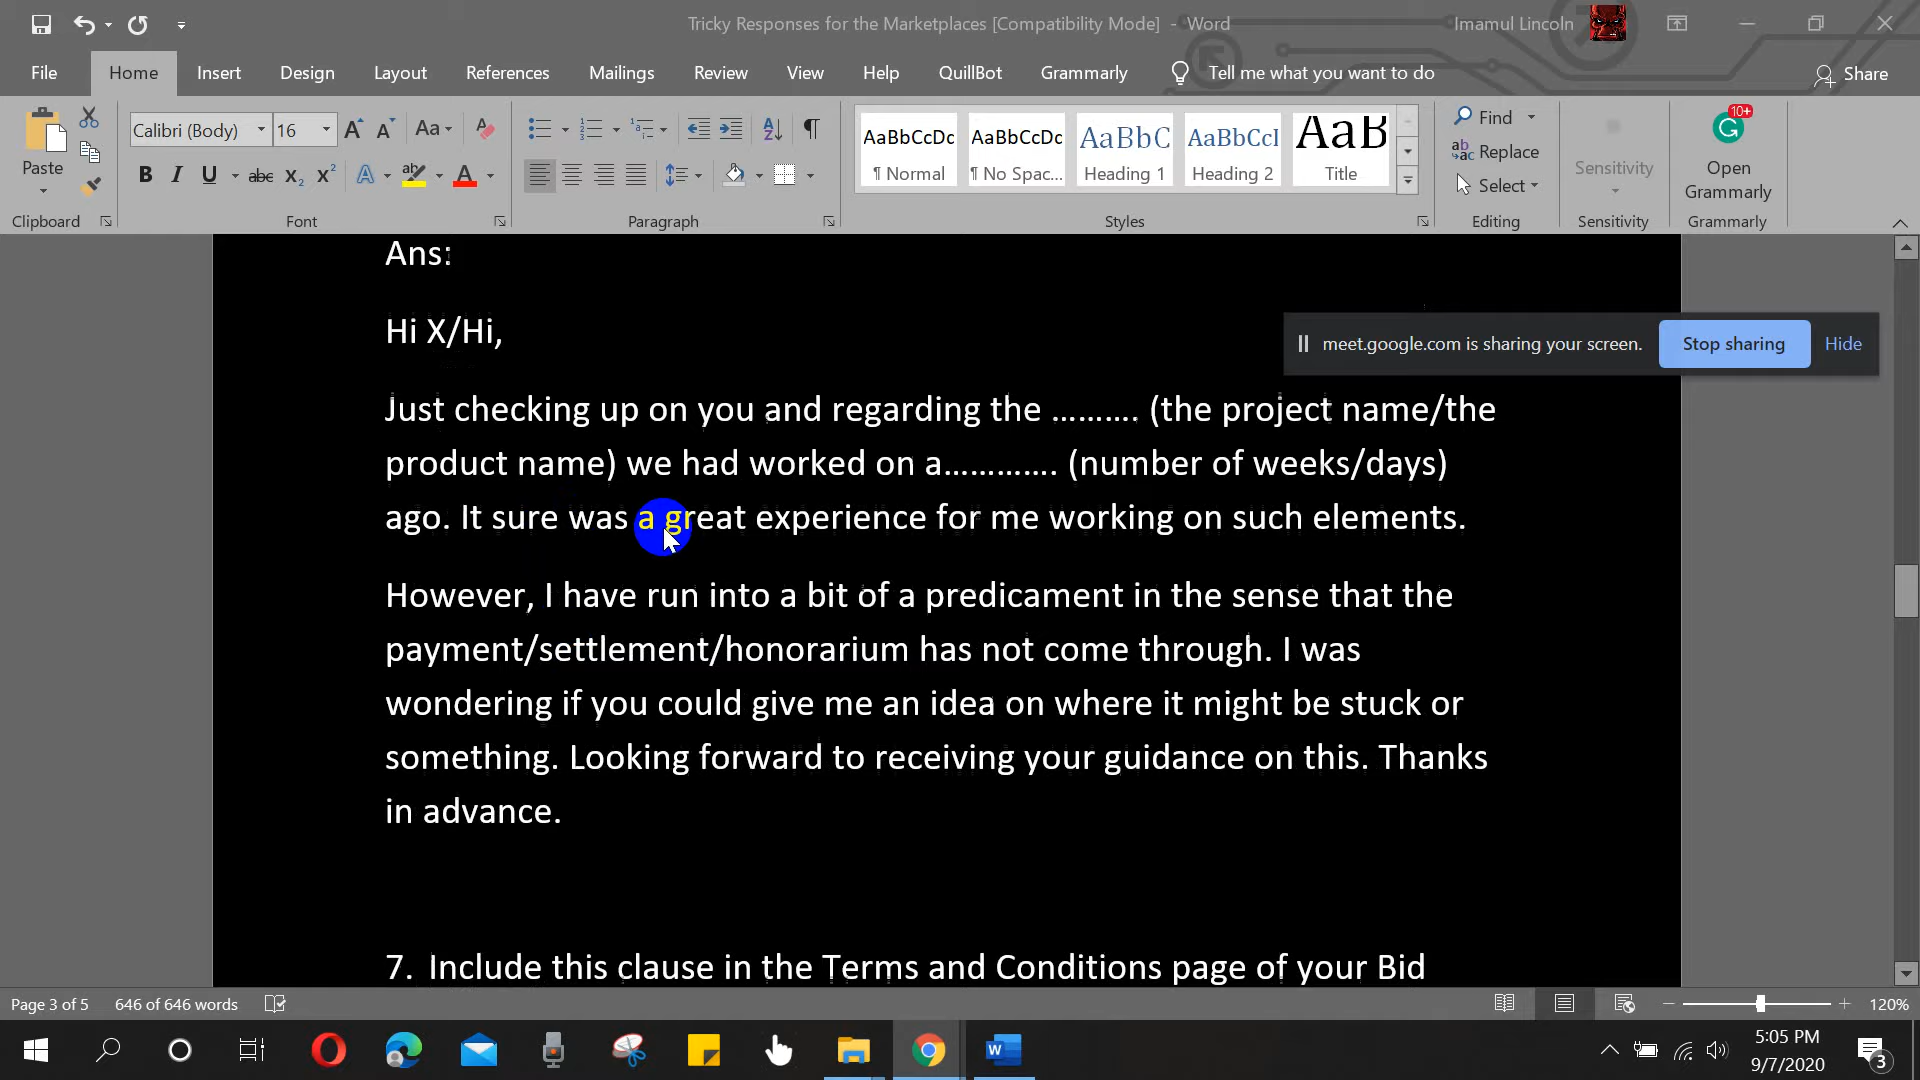 Tricky Responses for the Marketplaces [Compatibility Mode] - Word
Imamul Lincoln
File Home Insert Design Layout References Mailings Review View Help QuillBot Grammarly Tell me what you want to do Share
Paste
Calibri (Body) 16
AaBbCcDc AaBbCcDc AaBbC AaBbCcI AaB
¶ Normal ¶ No Spac... Heading 1 Heading 2 Title
Find
Replace
Select
Sensitivity
10+
Open
Grammarly
Clipboard Font Paragraph Styles Editing Sensitivity Grammarly
Ans:
Hi X/Hi,
meet.google.com is sharing your screen. Stop sharing Hide
Just checking up on you and regarding the ………. (the project name/the
product name) we had worked on a…………. (number of weeks/days)
ago. It sure was a great experience for me working on such elements.
However, I have run into a bit of a predicament in the sense that the
payment/settlement/honorarium has not come through. I was
wondering if you could give me an idea on where it might be stuck or
something. Looking forward to receiving your guidance on this. Thanks
in advance.
7. Include this clause in the Terms and Conditions page of your Bid
Page 3 of 5 646 of 646 words 120%
5:05 PM
9/7/2020
3